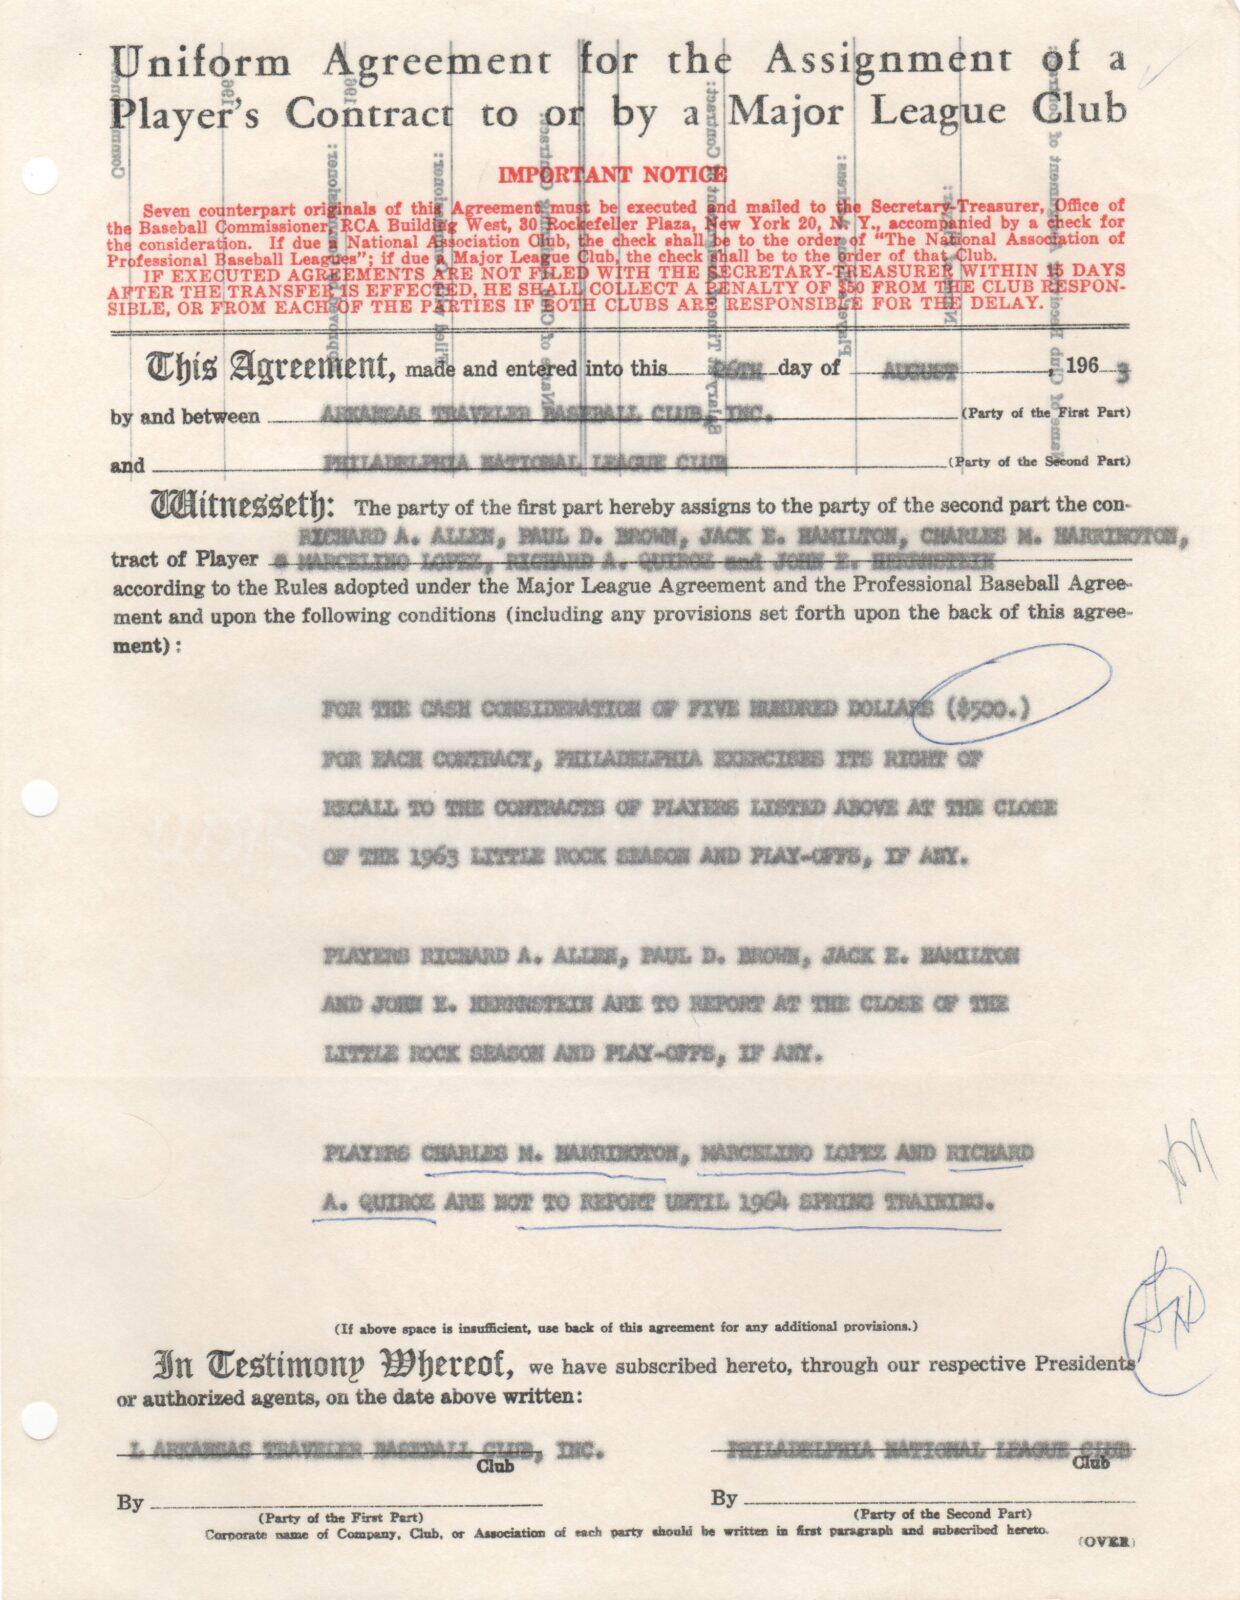 Uniform Agreement for the Assignment of a
Player's Contract to or by a Major League Club
IMPORTANT NOTICE
Seven counterpart originals of this Agreement must be executed and mailed to the Secretary-Treasurer, Office of
the Baseball Commissioner RCA Building West, 30 Rockefeller Plaza, New York 20, N. Y., accompanied by a check for
the consideration. If due a National Association Club, the check shall be to the order of “The National Association of
Professional Baseball Leagues”; if due a Major League Club, the check shall be to the order of that Club.
IF EXECUTED AGREEMENTS ARE NOT FILED WITH THE SECRETARY-TREASURER WITHIN 15 DAYS
AFTER THE TRANSFER IS EFFECTED, HE SHALL COLLECT A PENALTY OF $50 FROM THE CLUB RESPON-
SIBLE, OR FROM EACH OF THE PARTIES IF BOTH CLUBS ARE RESPONSIBLE FOR THE DELAY.
This Agreement, made and entered into this 26TH day of AUGUST, 1963
by and between ARKANSAS TRAVELER BASEBALL CLUB, INC. (Party of the First Part)
and PHILADELPHIA NATIONAL LEAGUE CLUB (Party of the Second Part)
Witnesseth: The party of the first part hereby assigns to the party of the second part the con-
RICHARD A. ALLEN, PAUL D. BROWN, JACK E. HAMILTON, CHARLES M. HARRINGTON,
tract of Player s MARCELINO LOPEZ, RICHARD A. QUIROZ and JOHN E. HERRNSTEIN
according to the Rules adopted under the Major League Agreement and the Professional Baseball Agree-
ment and upon the following conditions (including any provisions set forth upon the back of this agree-
ment):
FOR THE CASH CONSIDERATION OF FIVE HUNDRED DOLLARS ($500.)
FOR EACH CONTRACT, PHILADELPHIA EXERCISES ITS RIGHT OF
RECALL TO THE CONTRACTS OF PLAYERS LISTED ABOVE AT THE CLOSE
OF THE 1963 LITTLE ROCK SEASON AND PLAY-OFFS, IF ANY.
PLAYERS RICHARD A. ALLEN, PAUL D. BROWN, JACK E. HAMILTON
AND JOHN E. HERRNSTEIN ARE TO REPORT AT THE CLOSE OF THE
LITTLE ROCK SEASON AND PLAY-OFFS, IF ANY.
PLAYERS CHARLES M. HARRINGTON, MARCELINO LOPEZ AND RICHARD
A. QUIROZ ARE NOT TO REPORT UNTIL 1964 SPRING TRAINING.
(If above space is insufficient, use back of this agreement for any additional provisions.)
In Testimony Whereof, we have subscribed hereto, through our respective Presidents
or authorized agents, on the date above written:
L ARKANSAS TRAVELER BASEBALL CLUB, INC. PHILADELPHIA NATIONAL LEAGUE CLUB
Club Club
By By
(Party of the First Part) (Party of the Second Part)
Corporate name of Company, Club, or Association of each party should be written in first paragraph and subscribed hereto.
(OVER)